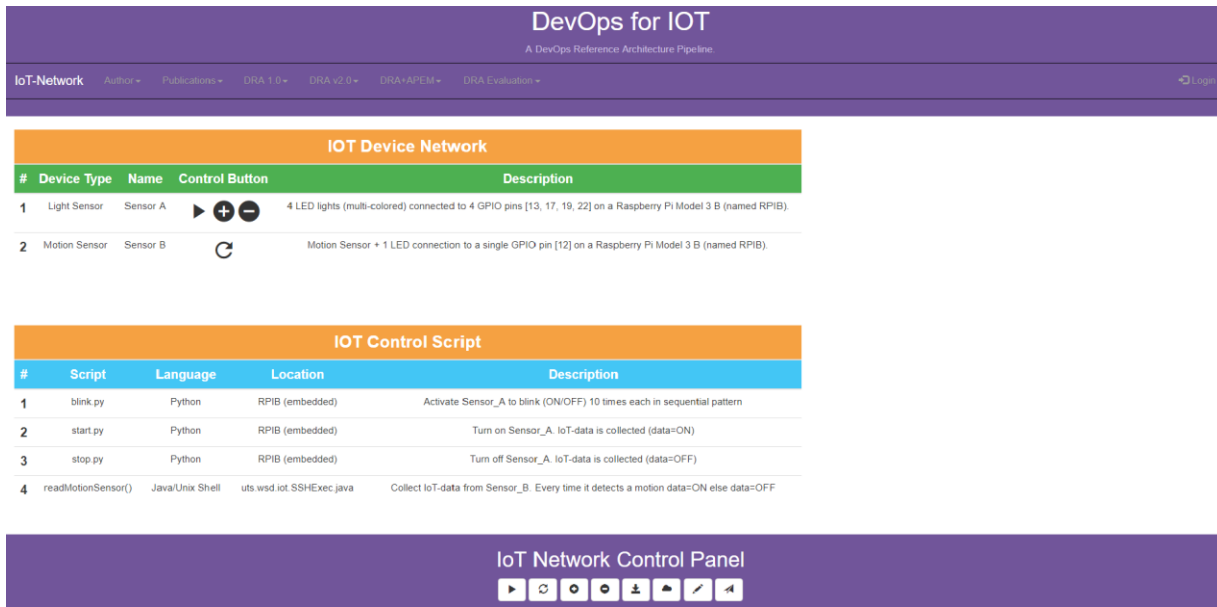 DevOps for IOT
A DevOps Reference Architecture Pipeline.
IoT-Network Author Publications DRA 1.0 DRA v2.0 DRA+APEM DRA Evaluation Login
IOT Device Network
# Device Type Name Control Button Description
1 Light Sensor Sensor A 4 LED lights (multi-colored) connected to 4 GPIO pins [13, 17, 19, 22] on a Raspberry Pi Model 3 B (named RPIB).
2 Motion Sensor Sensor B Motion Sensor + 1 LED connection to a single GPIO pin [12] on a Raspberry Pi Model 3 B (named RPIB).
IOT Control Script
# Script Language Location Description
1 blink.py Python RPIB (embedded) Activate Sensor_A to blink (ON/OFF) 10 times each in sequential pattern
2 start.py Python RPIB (embedded) Turn on Sensor_A. IoT-data is collected (data=ON)
3 stop.py Python RPIB (embedded) Turn off Sensor_A. IoT-data is collected (data=OFF)
4 readMotionSensor() Java/Unix Shell uts.wsd.iot.SSHExec.java Collect IoT-data from Sensor_B. Every time it detects a motion data=ON else data=OFF
IoT Network Control Panel